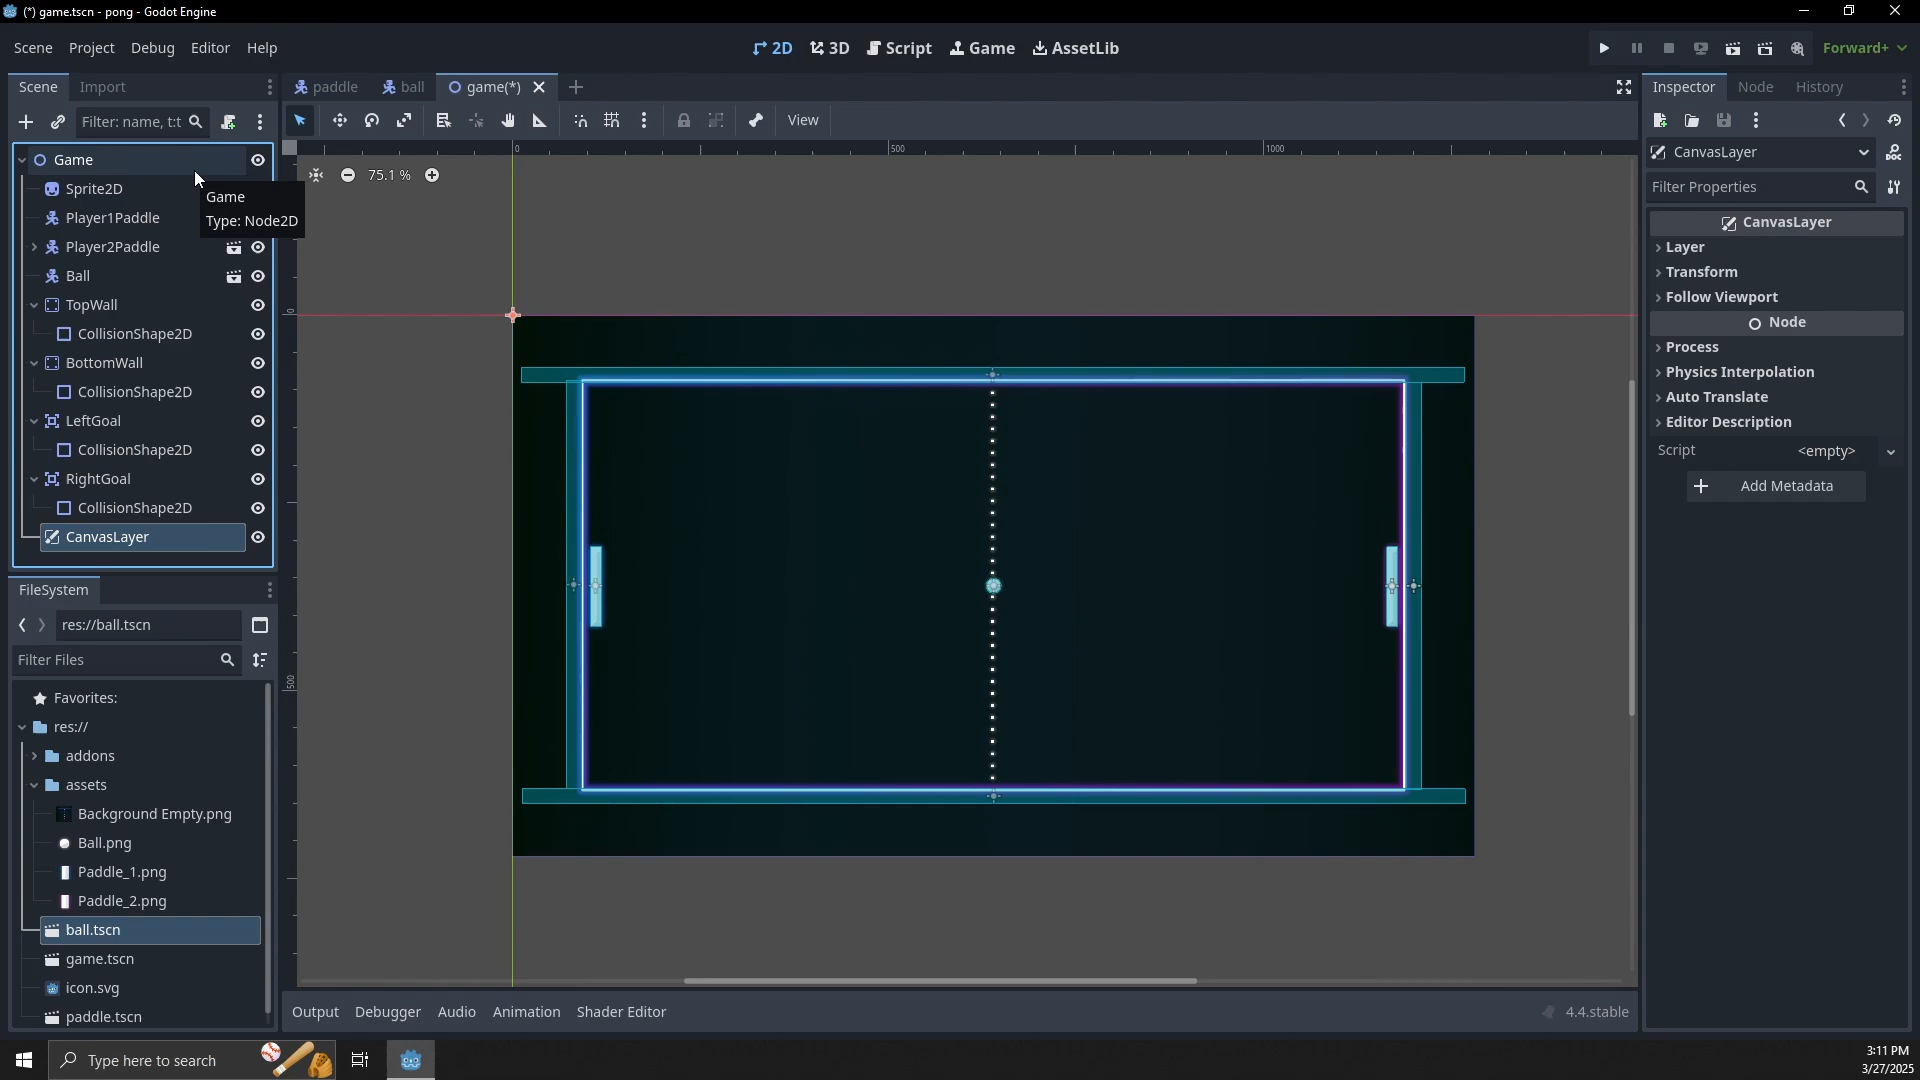 (*) game.tscn - pong - Godot Engine
Scene Project Debug Editor Help
2D 3D Script Game AssetLib
Forward+
Scene Import
paddle ball game(*)
Inspector Node History
Filter: name, t:t
View
Game
Sprite2D
Player1Paddle
Player2Paddle
Ball
TopWall
CollisionShape2D
BottomWall
CollisionShape2D
LeftGoal
CollisionShape2D
RightGoal
CollisionShape2D
CanvasLayer
Game
Type: Node2D
75.1 %
0
500
1000
0
500
FileSystem
res://ball.tscn
Filter Files
Favorites:
res://
addons
assets
Background Empty.png
Ball.png
Paddle_1.png
Paddle_2.png
ball.tscn
game.tscn
icon.svg
paddle.tscn
Output Debugger Audio Animation Shader Editor
4.4.stable
CanvasLayer
DOC
Filter Properties
CanvasLayer
Layer
Transform
Follow Viewport
Node
Process
Physics Interpolation
Auto Translate
Editor Description
Script <empty>
Add Metadata
Type here to search
3:11 PM
3/27/2025